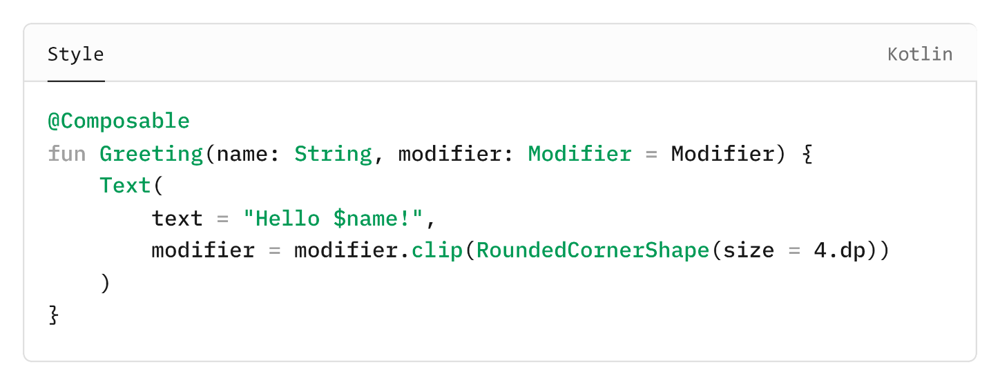 Style
Kotlin
@Composable
fun Greeting(name: String, modifier: Modifier = Modifier) {
    Text(
        text = "Hello $name!",
        modifier = modifier.clip(RoundedCornerShape(size = 4.dp))
    )
}